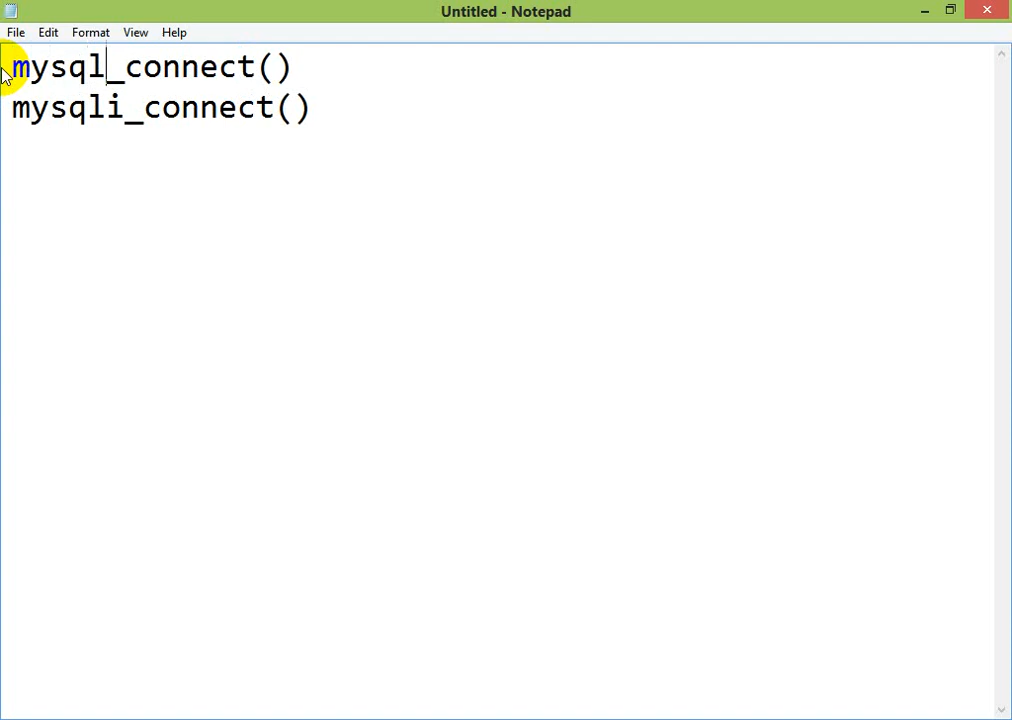 Untitled - Notepad
File Edit Format View Help
mysql_connect()
mysqli_connect()